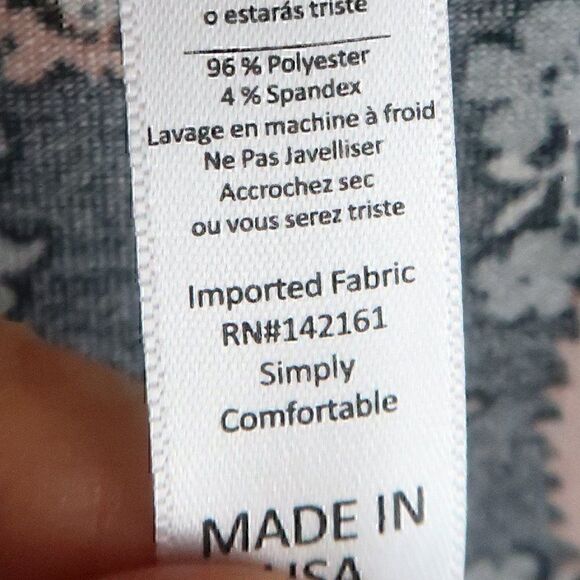 o estarás triste
96 % Polyester
4 % Spandex
Lavage en machine à froid
Ne Pas Javelliser
Accrochez sec
ou vous serez triste
Imported Fabric
RN#142161
Simply
Comfortable
MADE IN
USA